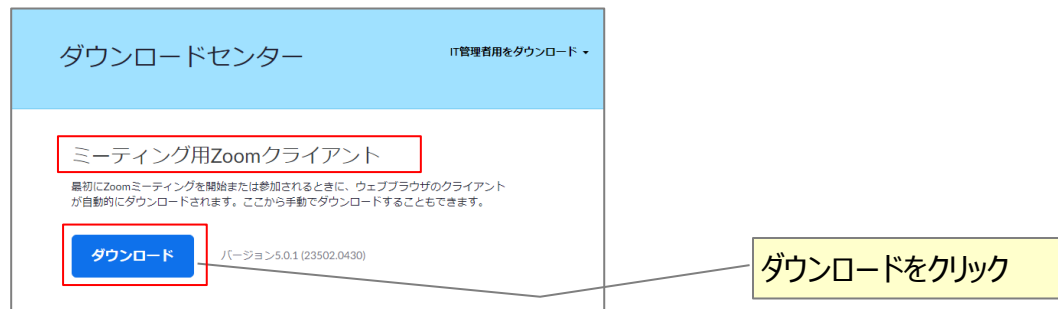 ダウンロードセンター
IT管理者用をダウンロード
ミーティング用Zoomクライアント
最初にZoomミーティングを開始または参加されるときに、ウェブブラウザのクライアント
が自動的にダウンロードされます。ここから手動でダウンロードすることもできます。
ダウンロード
バージョン5.0.1 (23502.0430)
ダウンロードをクリック